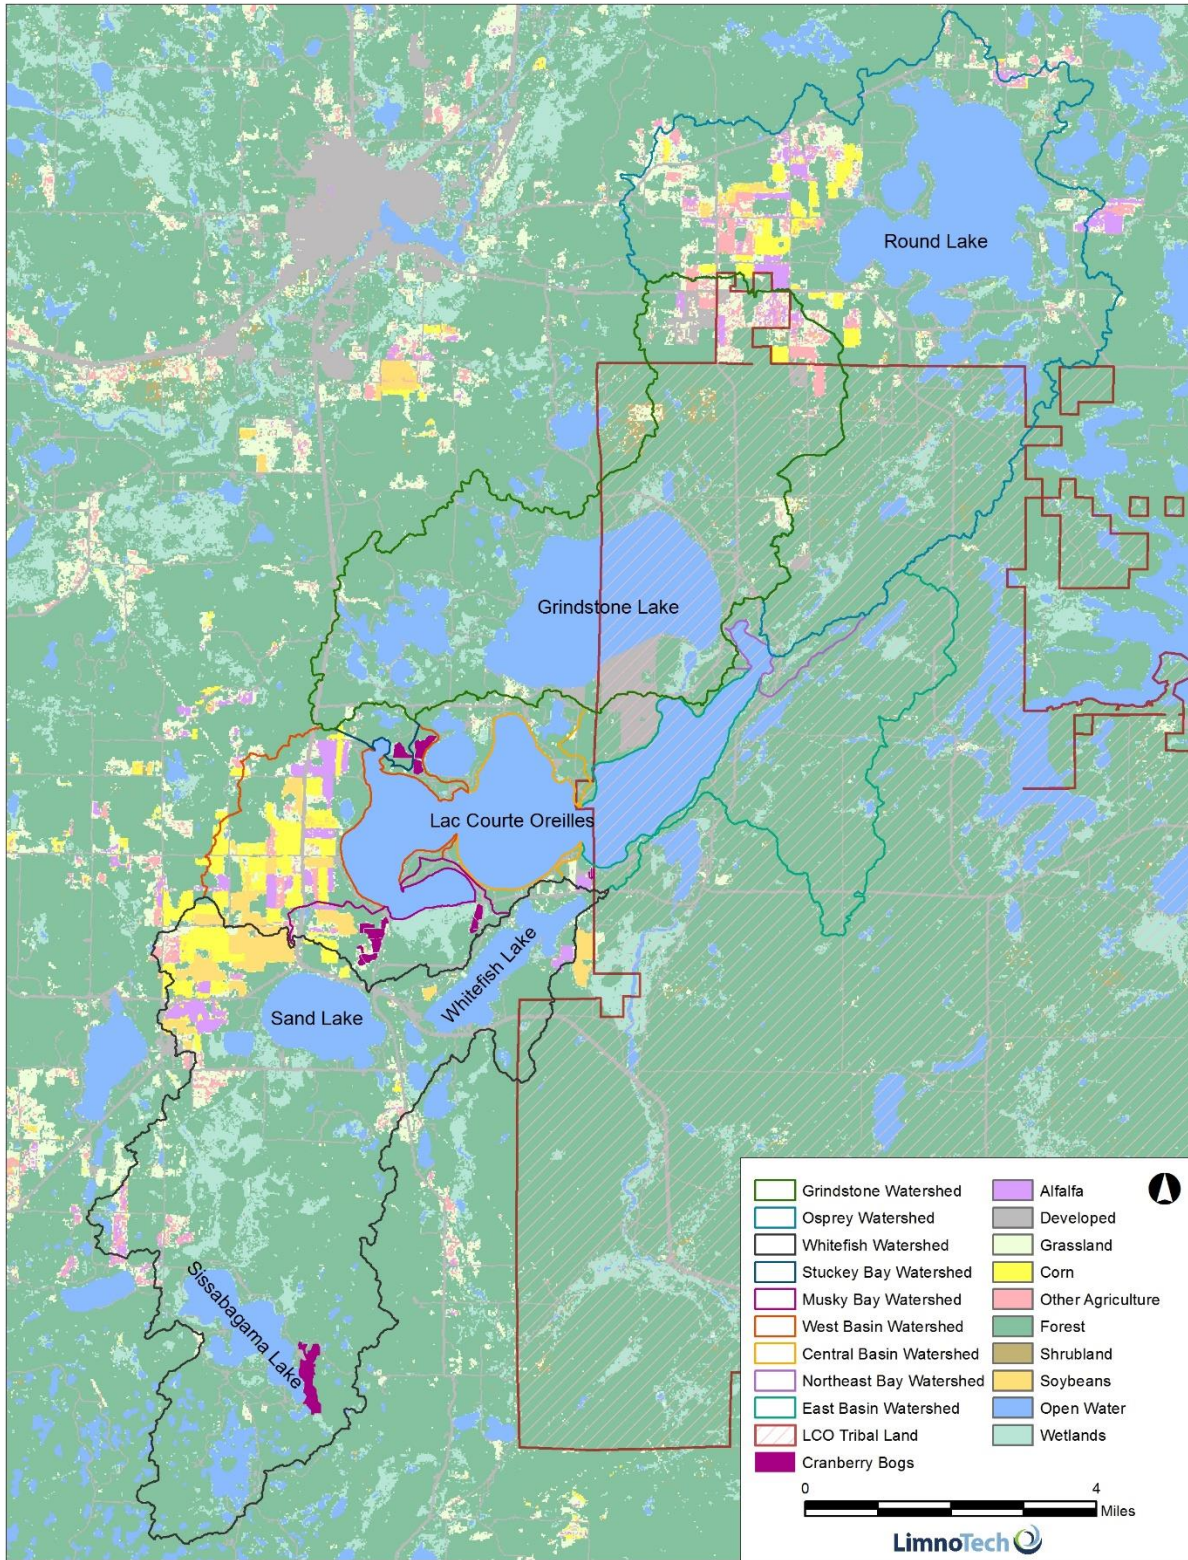 Round Lake
Grindstone Lake
Lac Courte Oreilles
Whitefish Lake
Sand Lake
Sissabagama Lake
Grindstone Watershed
Osprey Watershed
Whitefish Watershed
Stuckey Bay Watershed
Musky Bay Watershed
West Basin Watershed
Central Basin Watershed
Northeast Bay Watershed
East Basin Watershed
LCO Tribal Land
Cranberry Bogs
Alfalfa
Developed
Grassland
Corn
Other Agriculture
Forest
Shrubland
Soybeans
Open Water
Wetlands
0 4
Miles
LimnoTech